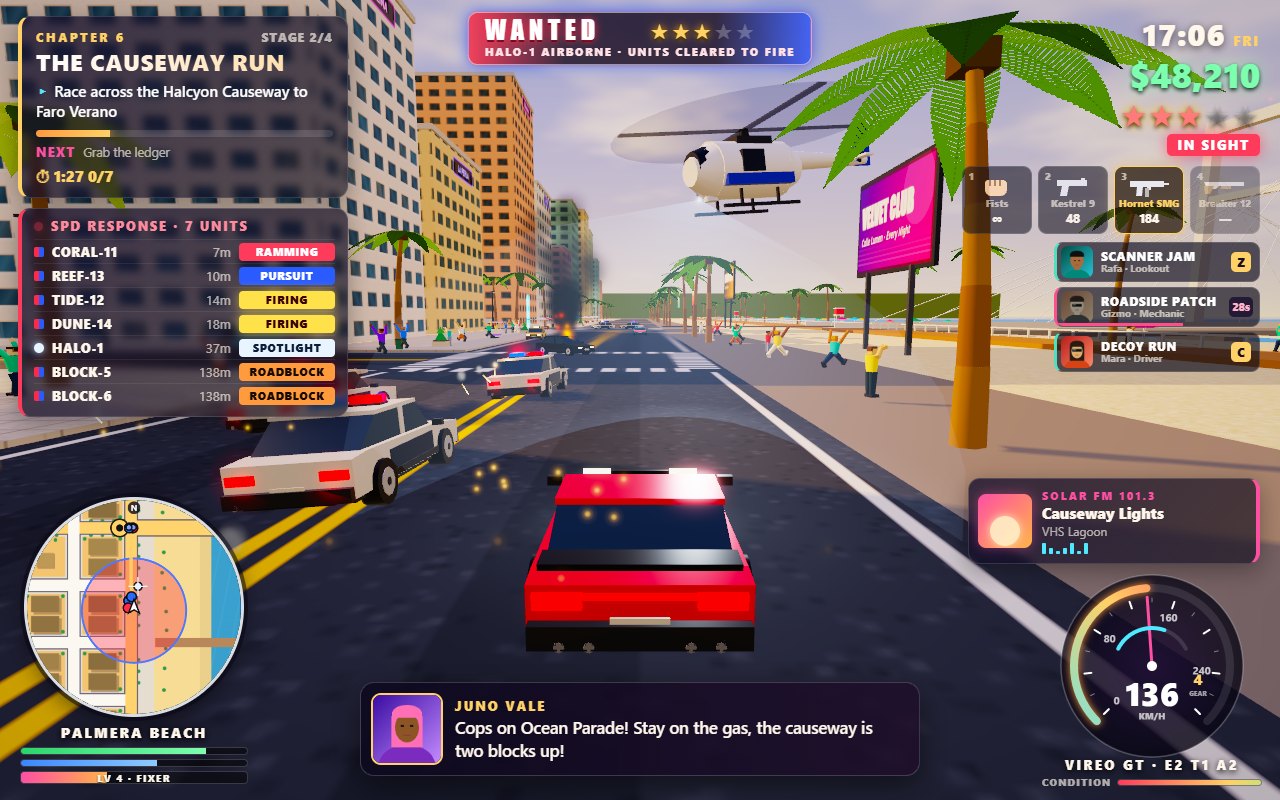 CHAPTER 6
STAGE 2/4
THE CAUSEWAY RUN
Race across the Halcyon Causeway to
Faro Verano
NEXT Grab the ledger
1:27 0/7
SPD RESPONSE · 7 UNITS
CORAL-11 7m RAMMING
REEF-13 10m PURSUIT
TIDE-12 14m FIRING
DUNE-14 18m FIRING
HALO-1 37m SPOTLIGHT
BLOCK-5 138m ROADBLOCK
BLOCK-6 138m ROADBLOCK
WANTED
HALO-1 AIRBORNE · UNITS CLEARED TO FIRE
17:06 FRI
$48,210
IN SIGHT
1 Fists ∞
2 Kestrel 9 48
3 Hornet SMG 184
4 Breaker 12 —
SCANNER JAM
Rafa · Lookout
Z
ROADSIDE PATCH
Gizmo · Mechanic
28s
DECOY RUN
Mara · Driver
C
VELVET CLUB
Calle Lumen · Every Night
SOLAR FM 101.3
Causeway Lights
VHS Lagoon
N
PALMERA BEACH
LV 4 · FIXER
JUNO VALE
Cops on Ocean Parade! Stay on the gas, the causeway is
two blocks up!
0
80
160
240
4
GEAR
136
KM/H
VIREO GT · E2 T1 A2
CONDITION